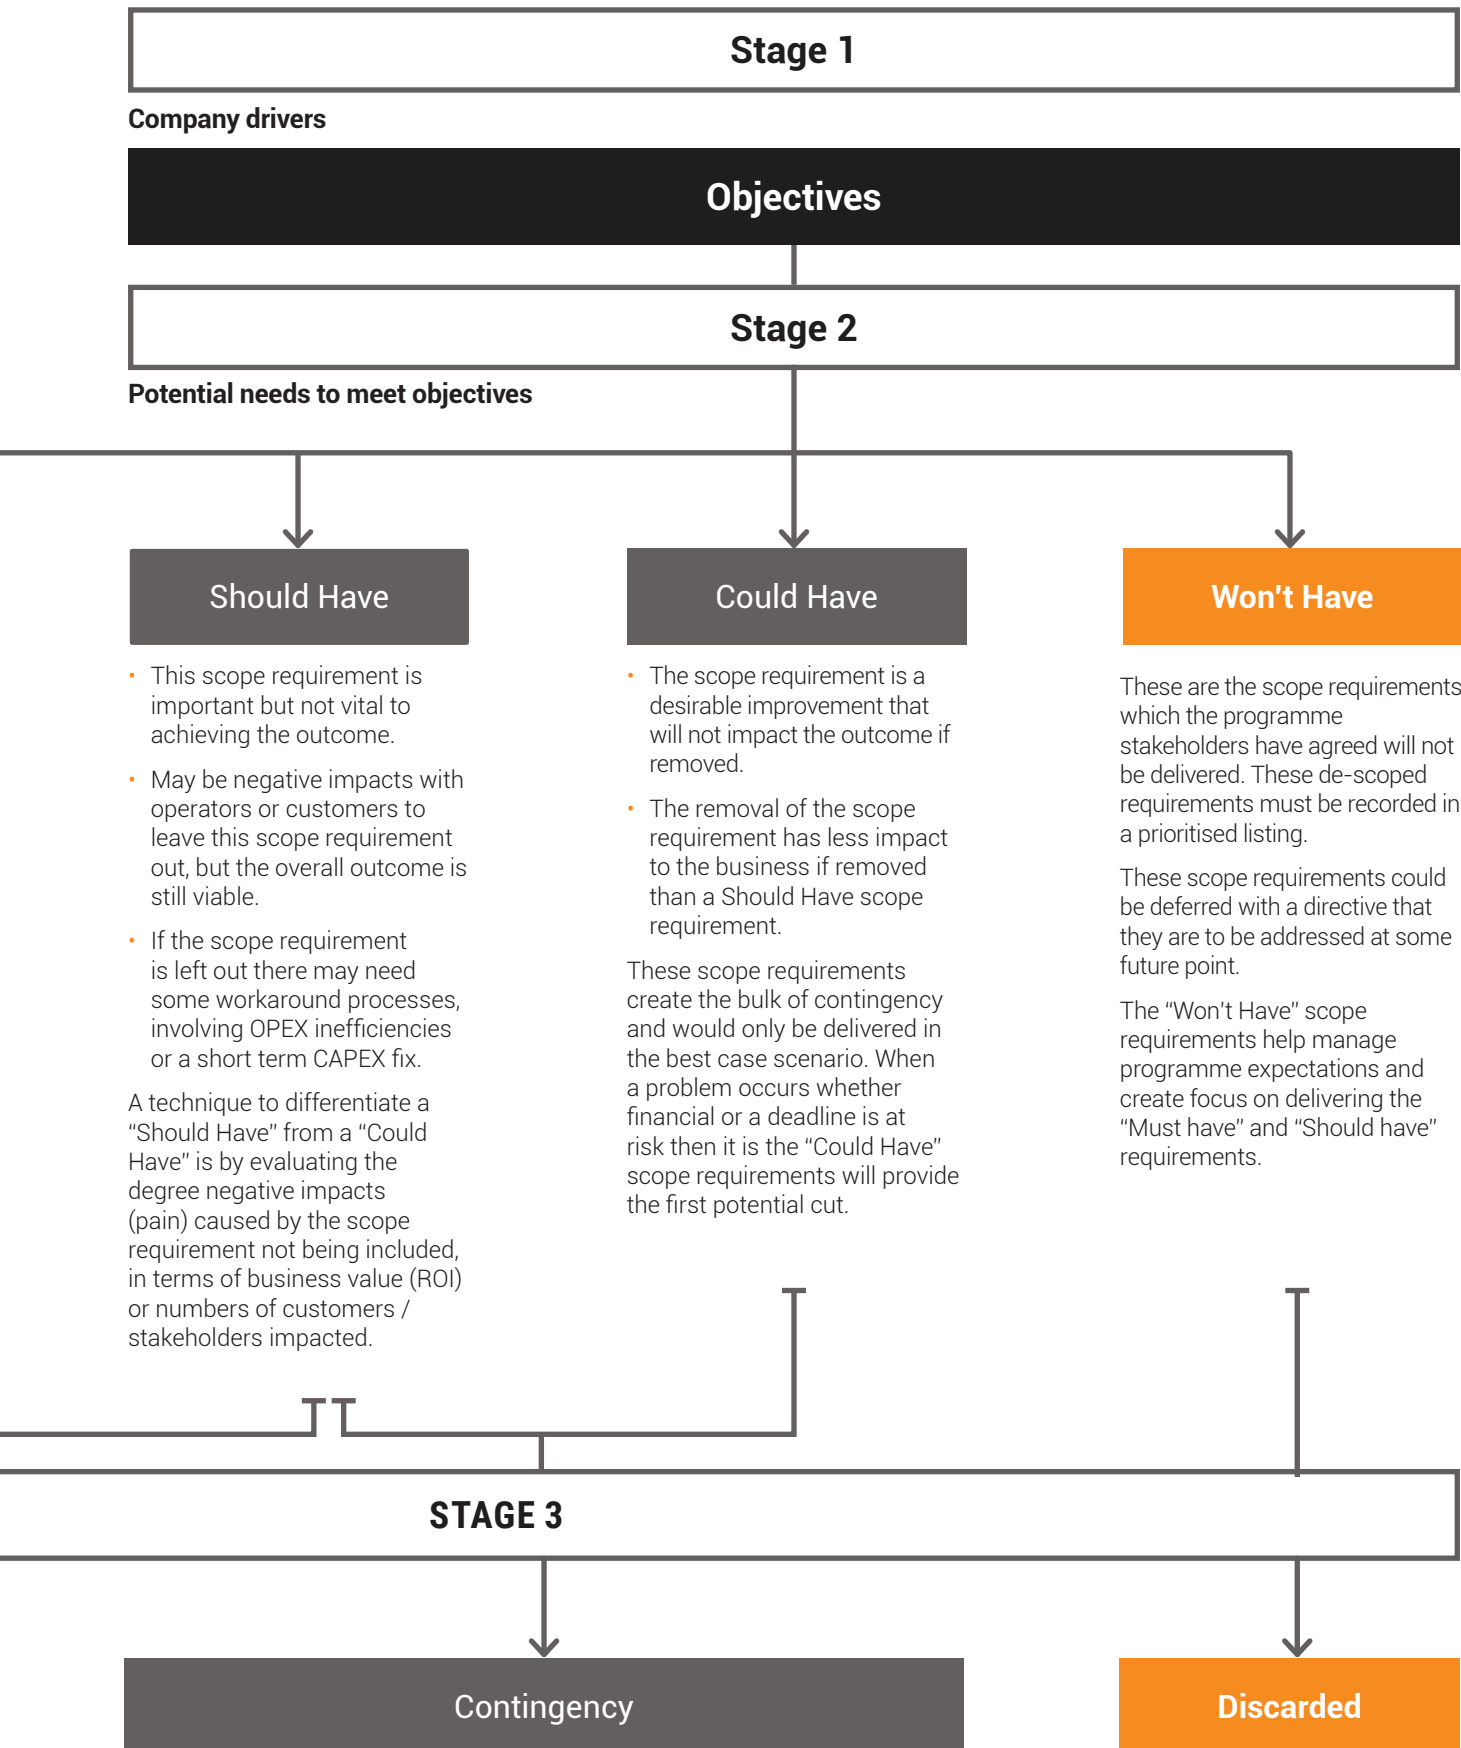 Stage 1
Company drivers
Objectives
Stage 2
Potential needs to meet objectives
Should Have
• This scope requirement is
important but not vital to
achieving the outcome.
• May be negative impacts with
operators or customers to
leave this scope requirement
out, but the overall outcome is
still viable.
• If the scope requirement
is left out there may need
some workaround processes,
involving OPEX inefficiencies
or a short term CAPEX fix.
A technique to differentiate a
“Should Have” from a “Could
Have” is by evaluating the
degree negative impacts
(pain) caused by the scope
requirement not being included,
in terms of business value (ROI)
or numbers of customers /
stakeholders impacted.
Could Have
• The scope requirement is a
desirable improvement that
will not impact the outcome if
removed.
• The removal of the scope
requirement has less impact
to the business if removed
than a Should Have scope
requirement.
These scope requirements
create the bulk of contingency
and would only be delivered in
the best case scenario. When
a problem occurs whether
financial or a deadline is at
risk then it is the “Could Have”
scope requirements will provide
the first potential cut.
Won't Have
These are the scope requirements
which the programme
stakeholders have agreed will not
be delivered. These de-scoped
requirements must be recorded in
a prioritised listing.
These scope requirements could
be deferred with a directive that
they are to be addressed at some
future point.
The “Won't Have” scope
requirements help manage
programme expectations and
create focus on delivering the
“Must have” and “Should have”
requirements.
STAGE 3
Contingency
Discarded